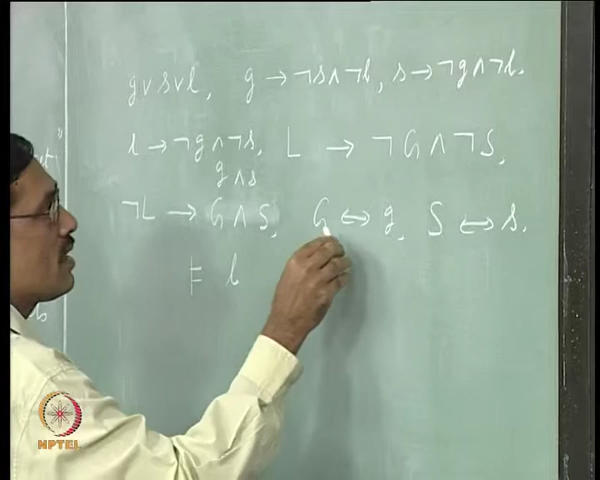 g∨s∨l, g → ¬s∧¬l, s → ¬g∧¬l.
l → ¬g∧¬s, L → ¬G∧¬S,
g∧s
¬L → G∧S, G ⇔ g, S ⇔ s.
⊨ l
NPTEL